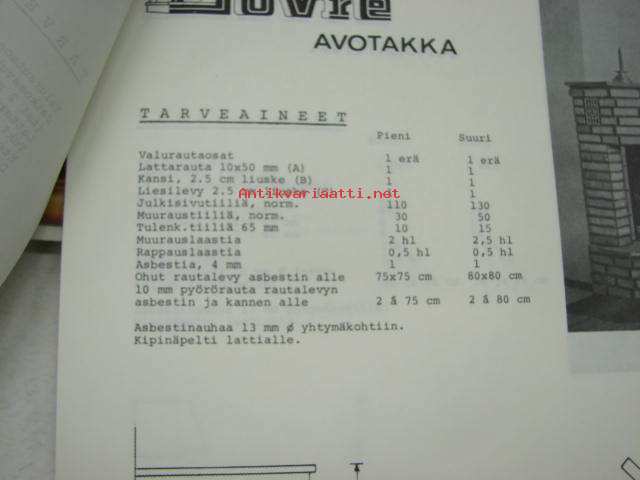 AVOTAKKA
TARVEAINEET
Pieni Suuri
Valurautaosat 1 erä 1 erä
Lattarauta 10x50 mm (A) 1 1
Kansi, 2.5 cm liuske (B) 1 1
Liesilevy 2.5 1
Antikvariaatti.net
Julkisivutiiliä, norm. 110 130
Muuraustiiliä, norm. 30 50
Tulenk.tiiliä 65 mm 10 15
Muurauslaastia 2 hl 2,5 hl
Rappauslaastia 0,5 hl 0,5 hl
Asbestia, 4 mm 1 1
Ohut rautalevy asbestin alle 75x75 cm 80x80 cm
10 mm pyörörauta rautalevyn
asbestin ja kannen alle 2 á 75 cm 2 á 80 cm
Asbestinauhaa 13 mm ø yhtymäkohtiin.
Kipinäpelti lattialle.